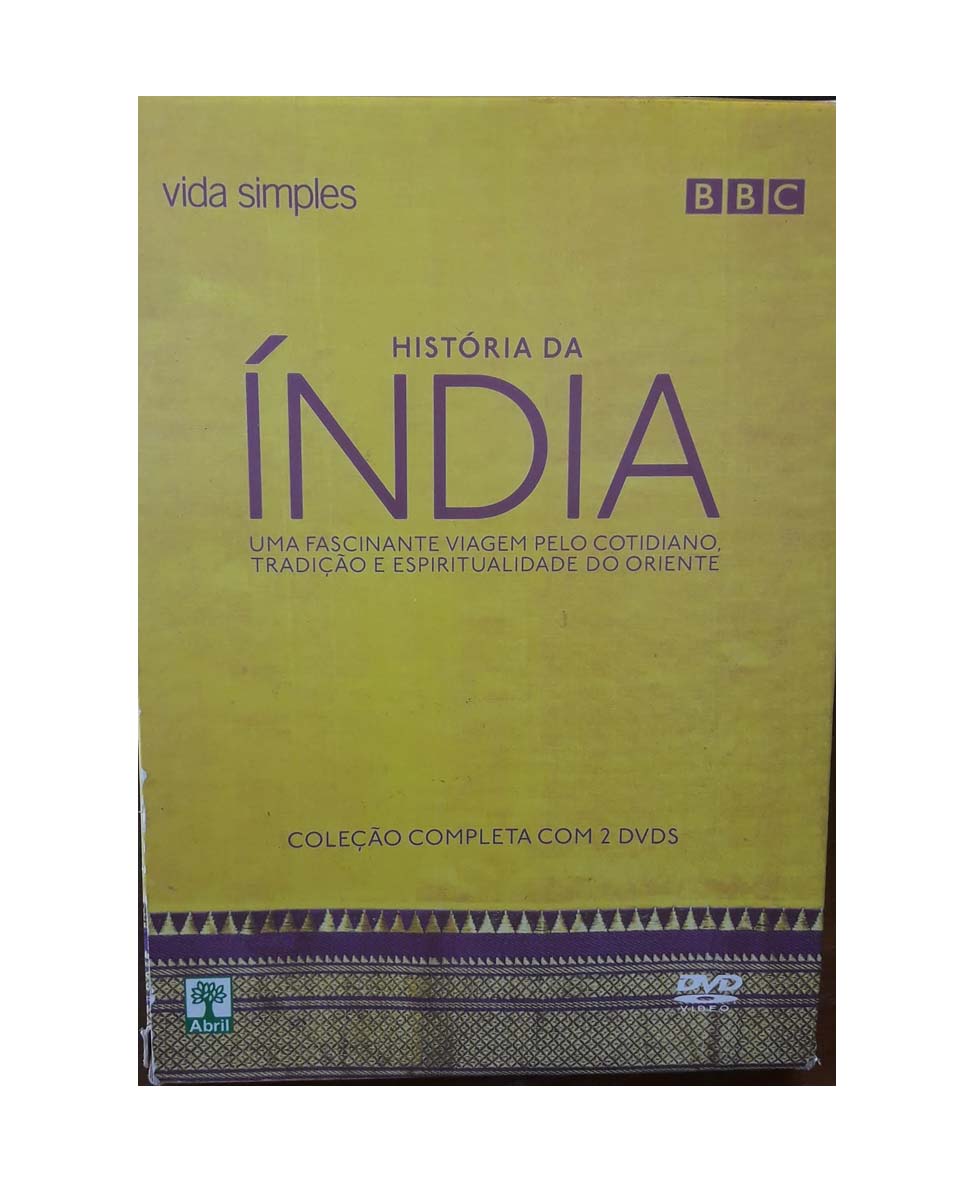 vida simples
BBC
HISTÓRIA DA
ÍNDIA
UMA FASCINANTE VIAGEM PELO COTIDIANO,
TRADIÇÃO E ESPIRITUALIDADE DO ORIENTE
COLEÇÃO COMPLETA COM 2 DVDS
Abril
DVD
VIDEO